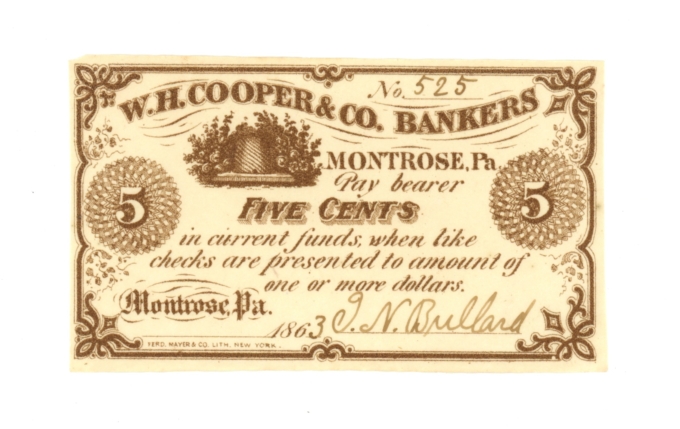 No. 525
W. H. COOPER & CO. BANKERS
MONTROSE, Pa.
Pay bearer
5 FIVE CENTS 5
in current funds, when like
checks are presented to amount of
one or more dollars.
Montrose, Pa.
1863 I. N. Bullard
FERD. MAYER & CO. LITH. NEW YORK.